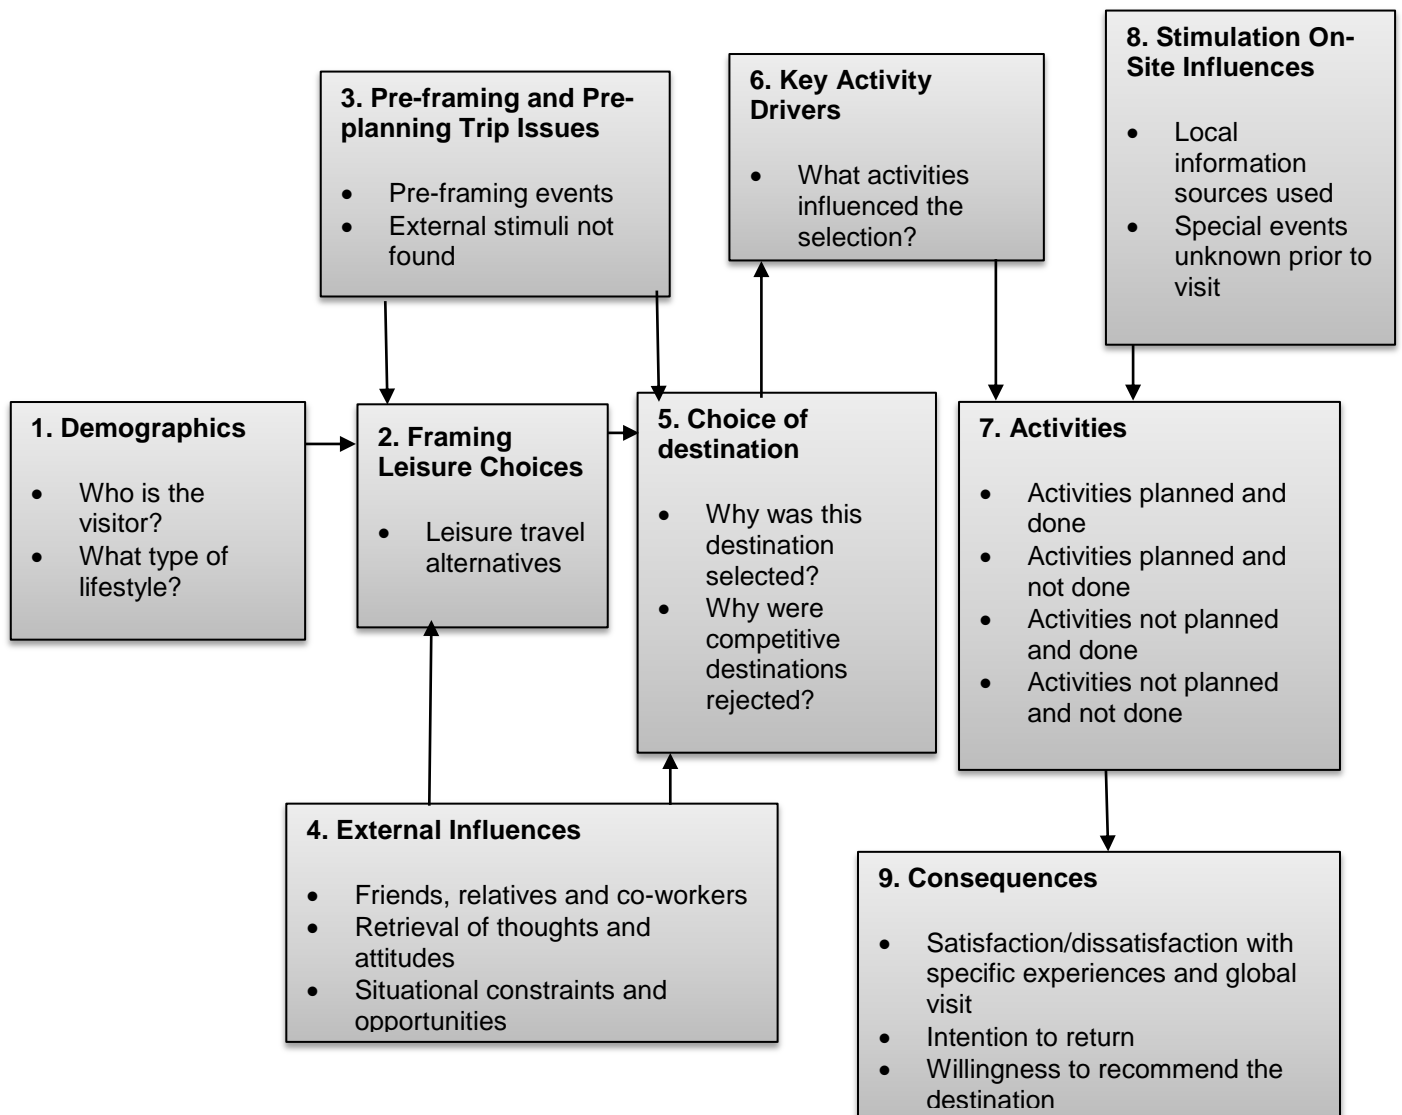 1. Demographics
• Who is the
visitor?
• What type of
lifestyle?
2. Framing
Leisure Choices
• Leisure travel
alternatives
3. Pre-framing and Pre-
planning Trip Issues
• Pre-framing events
• External stimuli not
found
4. External Influences
• Friends, relatives and co-workers
• Retrieval of thoughts and
attitudes
• Situational constraints and
opportunities
5. Choice of
destination
• Why was this
destination
selected?
• Why were
competitive
destinations
rejected?
6. Key Activity
Drivers
• What activities
influenced the
selection?
7. Activities
• Activities planned and
done
• Activities planned and
not done
• Activities not planned
and done
• Activities not planned
and not done
8. Stimulation On-
Site Influences
• Local
information
sources used
• Special events
unknown prior to
visit
9. Consequences
• Satisfaction/dissatisfaction with
specific experiences and global
visit
• Intention to return
• Willingness to recommend the
destination